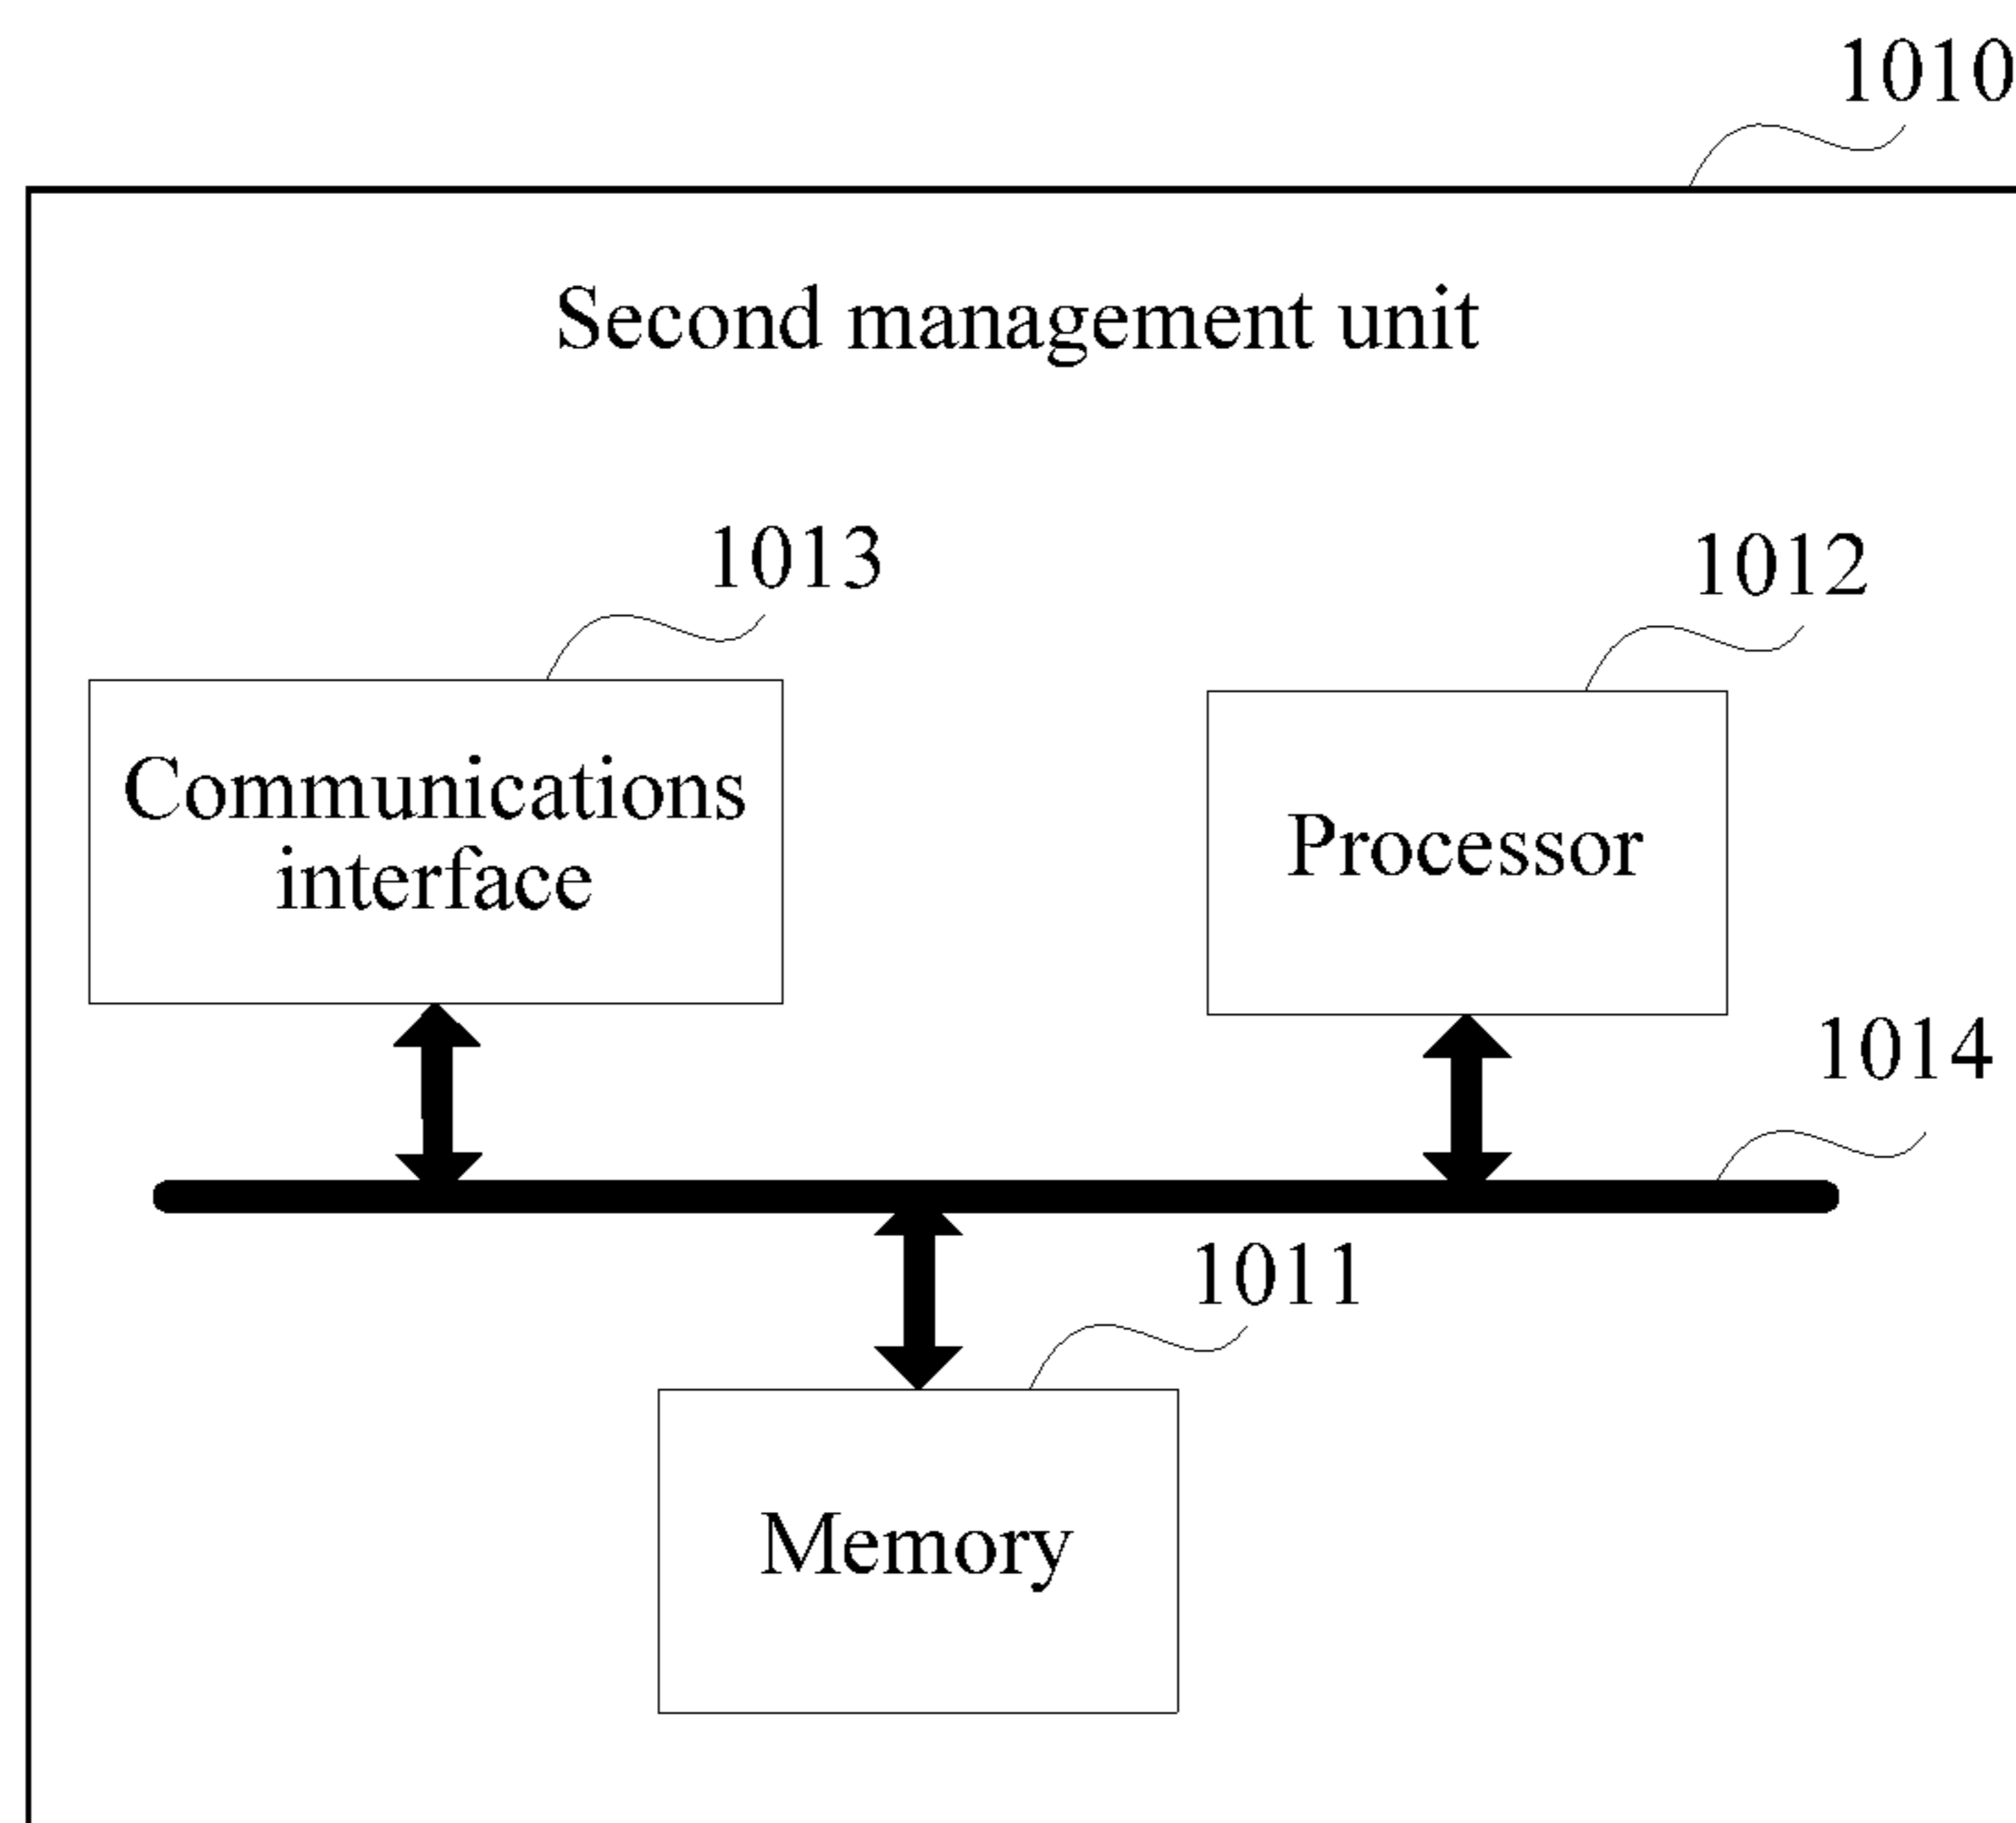 1010
Second management unit
1013
1012
Communications
interface
Processor
1014
1011
Memory